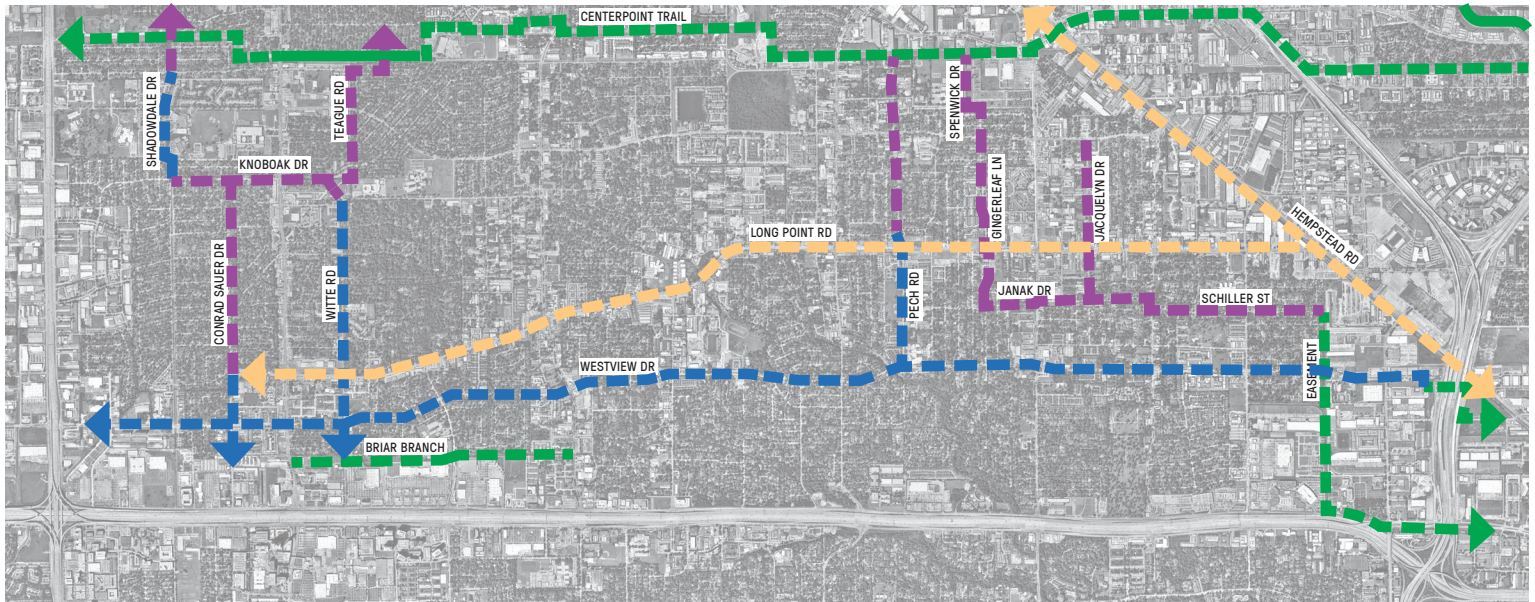 CENTERPOINT TRAIL
SHADOWDALE DR
TEAGUE RD
SPENWICK DR
KNOBOAK DR
GINGERLEAF LN
JACQUELYN DR
LONG POINT RD
HEMPSTEAD RD
CONRAD SAUER DR
WITTE RD
PECH RD
JANAK DR
SCHILLER ST
WESTVIEW DR
EASEMENT
BRIAR BRANCH